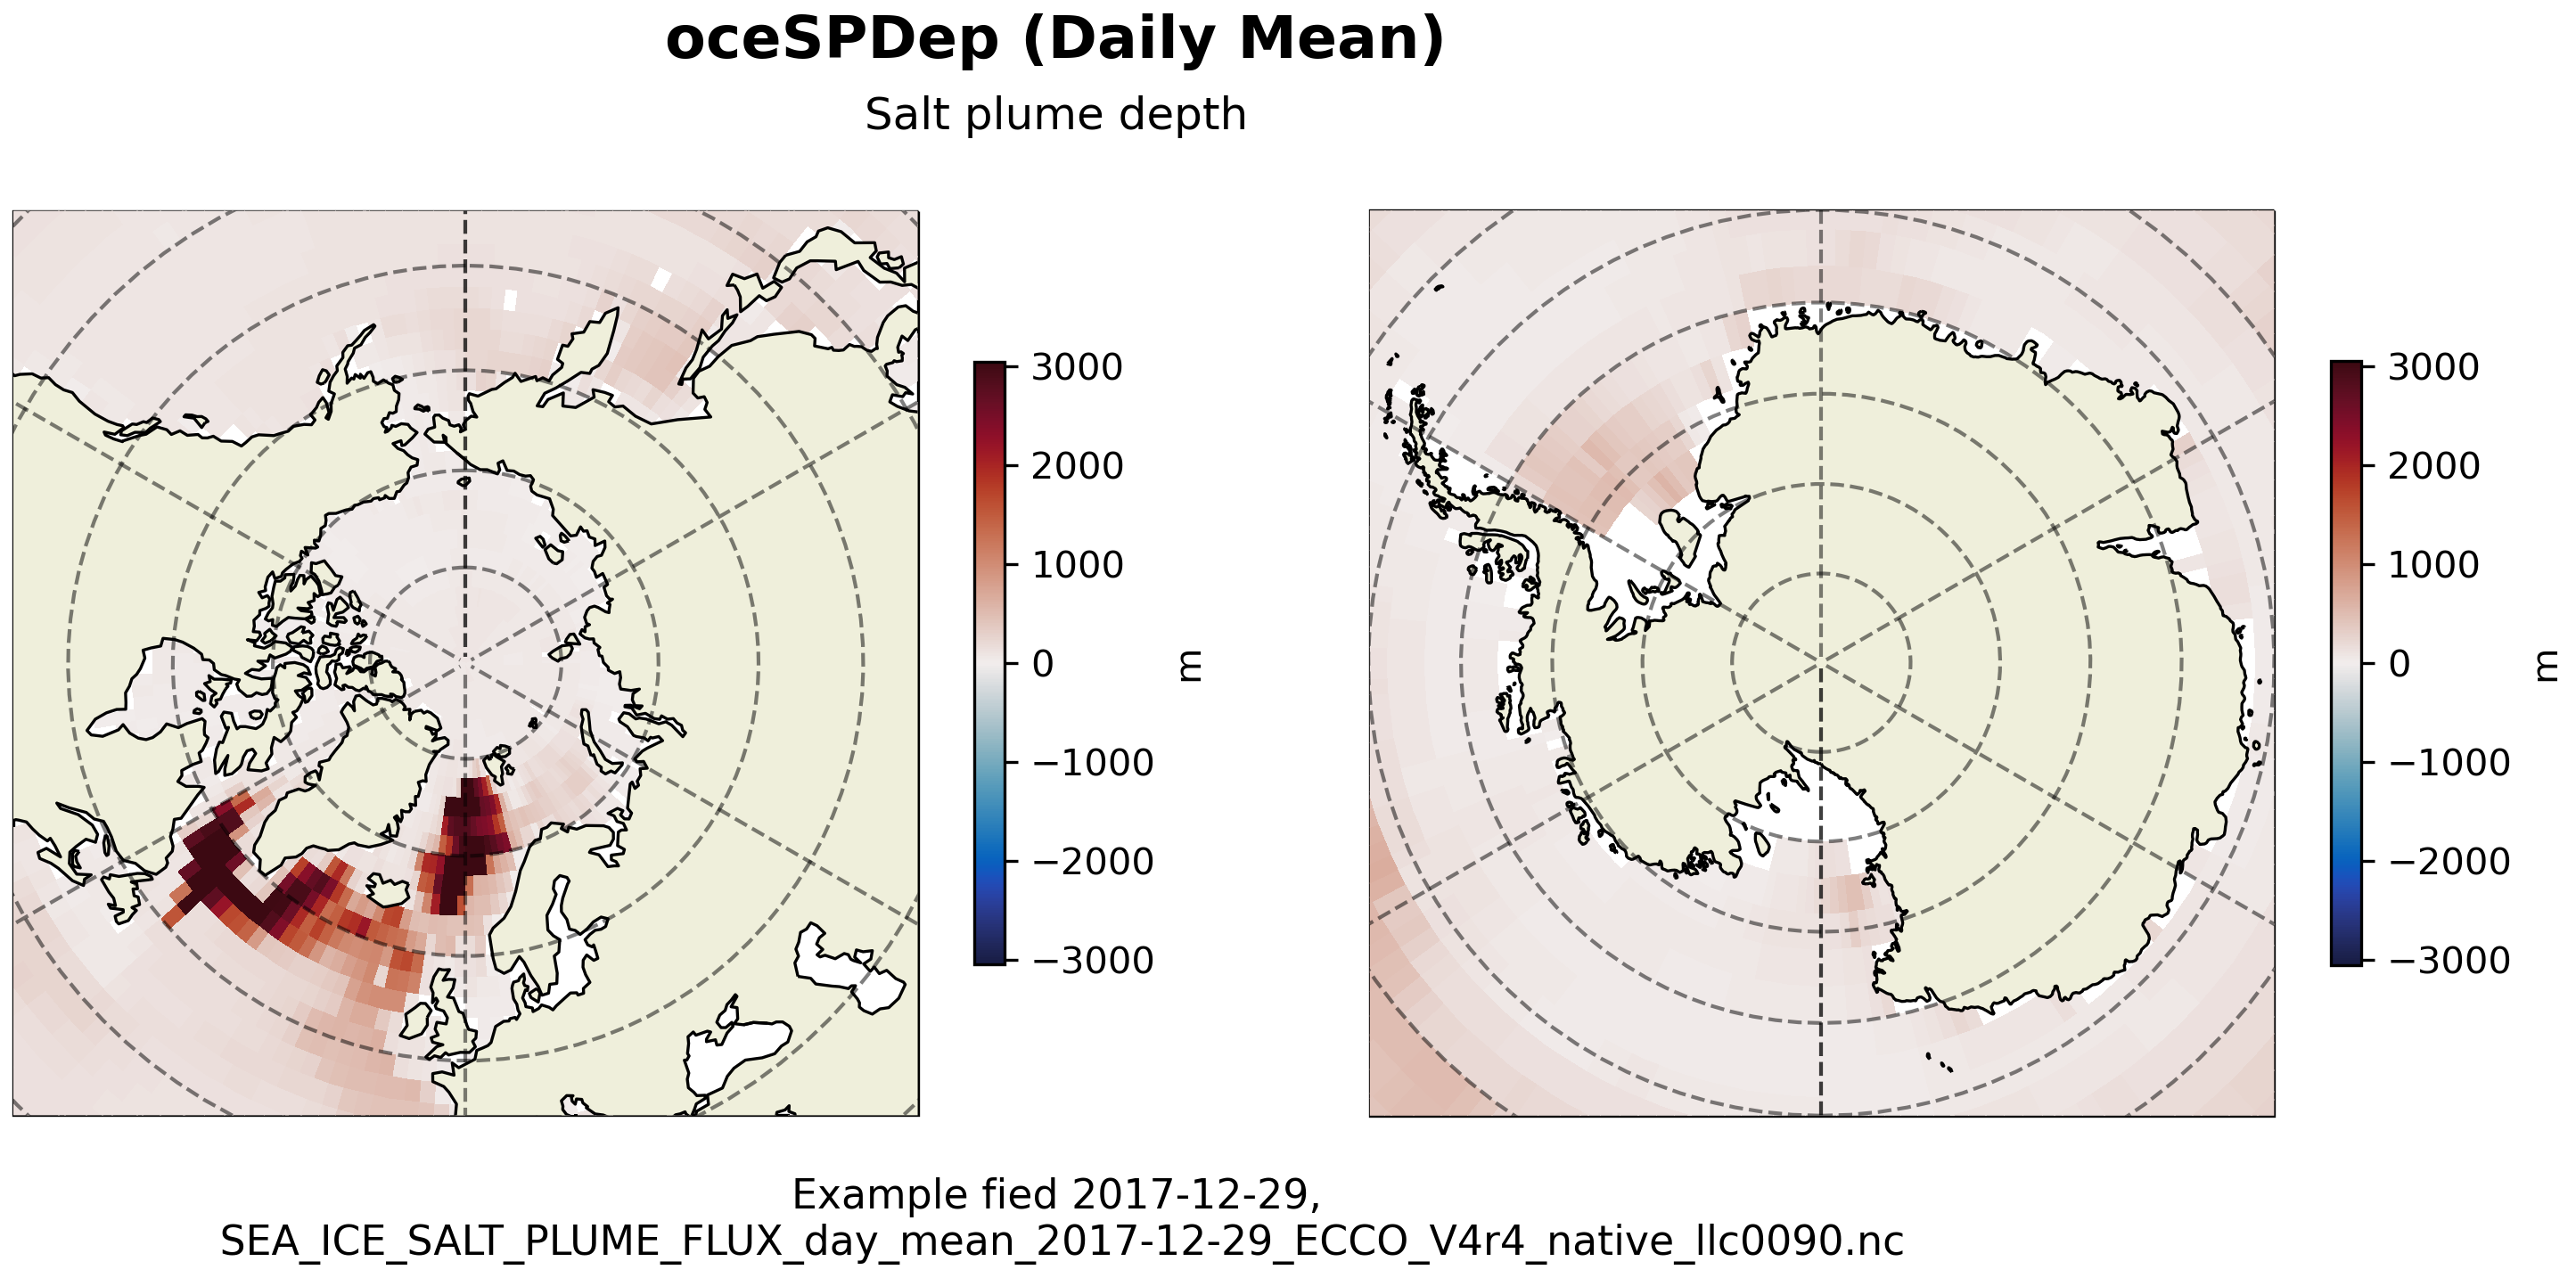 oceSPDep (Daily Mean)
Salt plume depth
3000
2000
1000
0
−1000
−2000
−3000
m
3000
2000
1000
0
−1000
−2000
−3000
m
Example fied 2017-12-29,
SEA_ICE_SALT_PLUME_FLUX_day_mean_2017-12-29_ECCO_V4r4_native_llc0090.nc